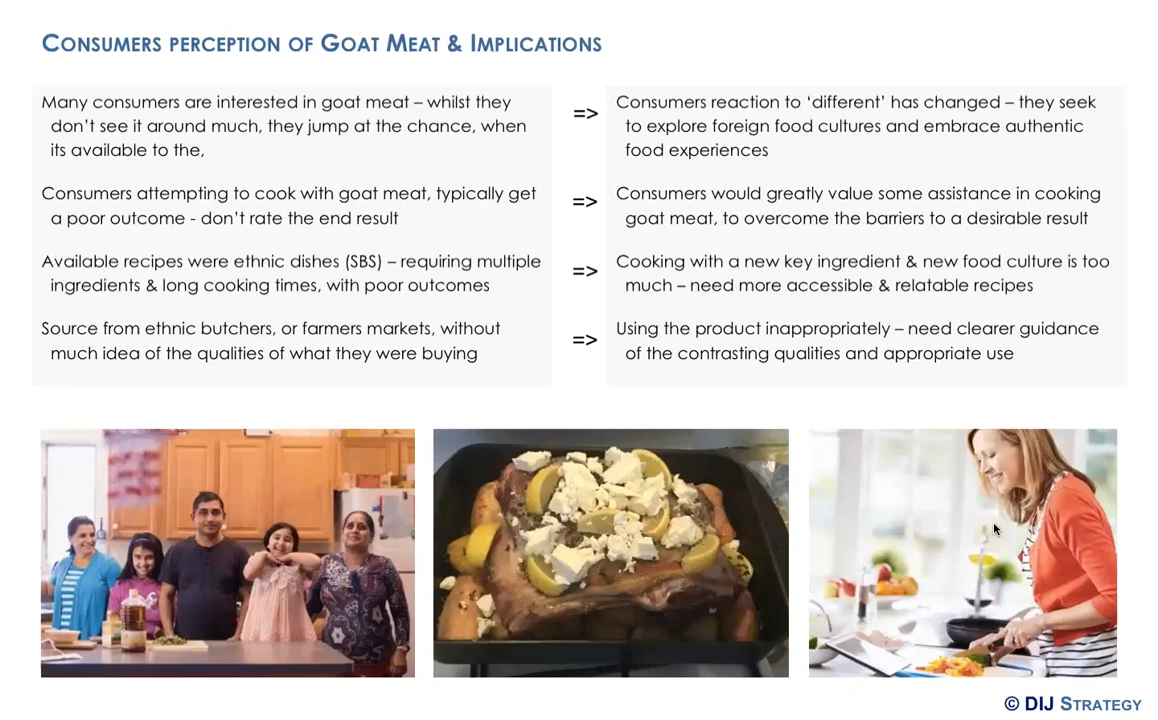 CONSUMERS PERCEPTION OF GOAT MEAT & IMPLICATIONS
Many consumers are interested in goat meat – whilst they
don't see it around much, they jump at the chance, when
its available to the,
=>
Consumers reaction to 'different' has changed – they seek
to explore foreign food cultures and embrace authentic
food experiences
Consumers attempting to cook with goat meat, typically get
a poor outcome - don't rate the end result
=>
Consumers would greatly value some assistance in cooking
goat meat, to overcome the barriers to a desirable result
Available recipes were ethnic dishes (SBS) – requiring multiple
ingredients & long cooking times, with poor outcomes
=>
Cooking with a new key ingredient & new food culture is too
much – need more accessible & relatable recipes
Source from ethnic butchers, or farmers markets, without
much idea of the qualities of what they were buying
=>
Using the product inappropriately – need clearer guidance
of the contrasting qualities and appropriate use
© DIJ STRATEGY